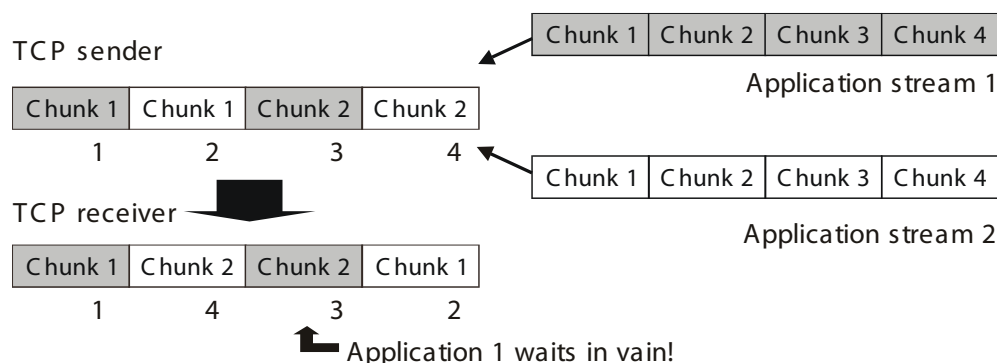 Chunk 1 Chunk 2 Chunk 3 Chunk 4
Application stream 1
TCP sender
Chunk 1 Chunk 1 Chunk 2 Chunk 2
1 2 3 4
Chunk 1 Chunk 2 Chunk 3 Chunk 4
Application stream 2
TCP receiver
Chunk 1 Chunk 2 Chunk 2 Chunk 1
1 4 3 2
Application 1 waits in vain!